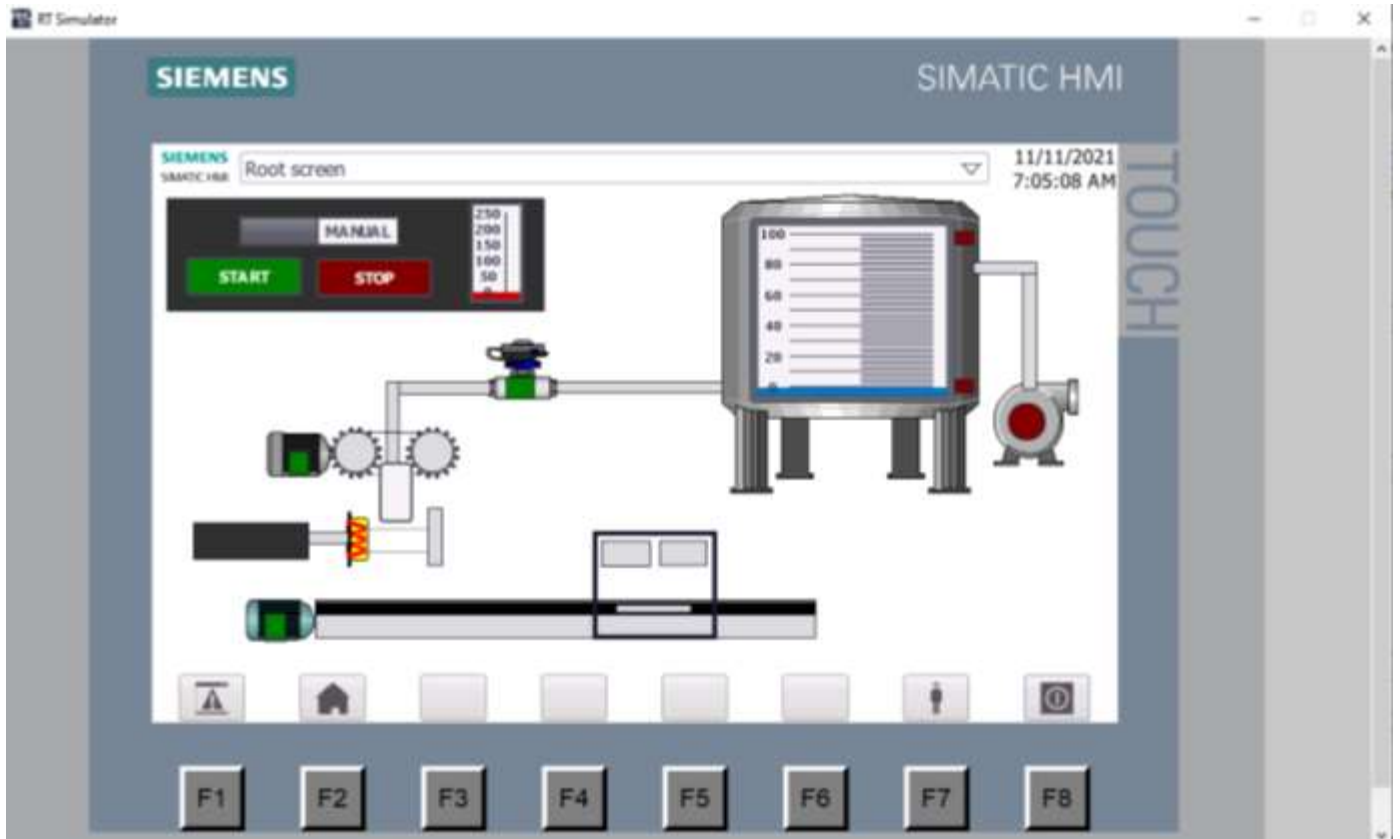 RT Simulator
SIEMENS
SIMATIC HMI
TOUCH
SIEMENS
SIMATIC HMI
Root screen
11/11/2021
7:05:08 AM
MANUAL
START
STOP
250
200
150
100
50
0
100
80
60
40
20
0
F1
F2
F3
F4
F5
F6
F7
F8